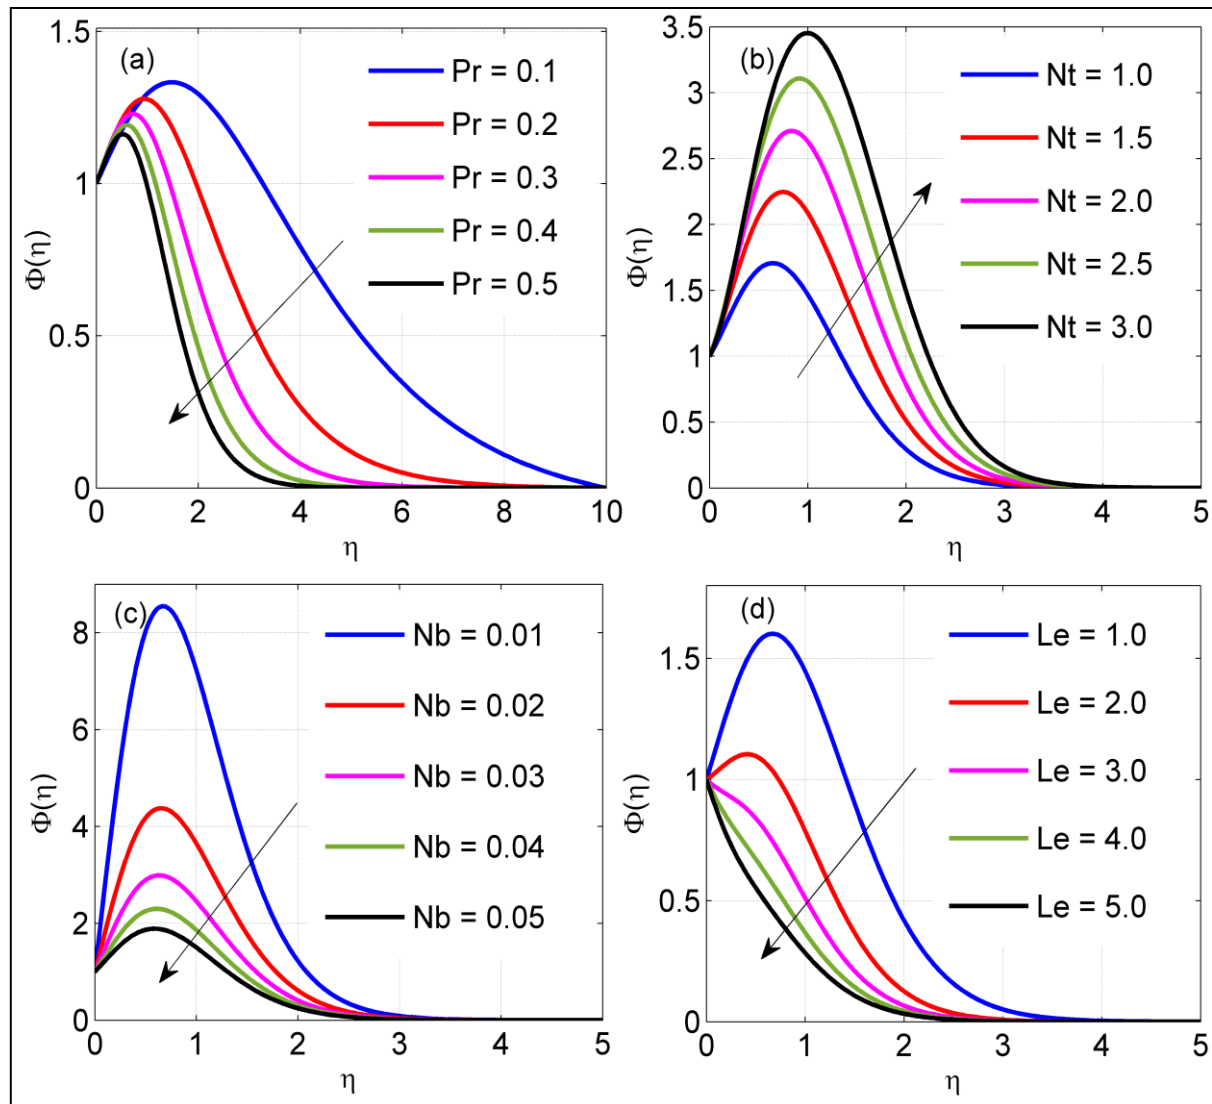 (a)
Pr = 0.1
Pr = 0.2
Pr = 0.3
Pr = 0.4
Pr = 0.5
1.5
1
0.5
0
Φ(η)
0 2 4 6 8 10
η
(b)
Nt = 1.0
Nt = 1.5
Nt = 2.0
Nt = 2.5
Nt = 3.0
3.5
3
2.5
2
1.5
1
0.5
0
Φ(η)
0 1 2 3 4 5
η
(c)
Nb = 0.01
Nb = 0.02
Nb = 0.03
Nb = 0.04
Nb = 0.05
8
6
4
2
0
Φ(η)
0 1 2 3 4 5
η
(d)
Le = 1.0
Le = 2.0
Le = 3.0
Le = 4.0
Le = 5.0
1.5
1
0.5
0
Φ(η)
0 1 2 3 4 5
η